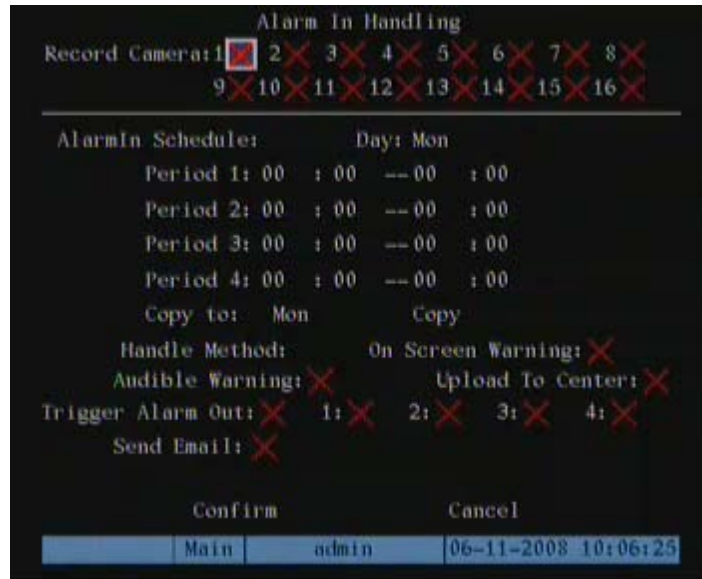 Alarm In Handling
Record Camera:1 2 3 4 5 6 7 8
9 10 11 12 13 14 15 16
AlarmIn Schedule: Day: Mon
Period 1: 00 : 00 --00 : 00
Period 2: 00 : 00 --00 : 00
Period 3: 00 : 00 --00 : 00
Period 4: 00 : 00 --00 : 00
Copy to: Mon Copy
Handle Method: On Screen Warning:
Audible Warning: Upload To Center:
Trigger Alarm Out: 1: 2: 3: 4:
Send Email:
Confirm Cancel
Main admin 06-11-2008 10:06:25